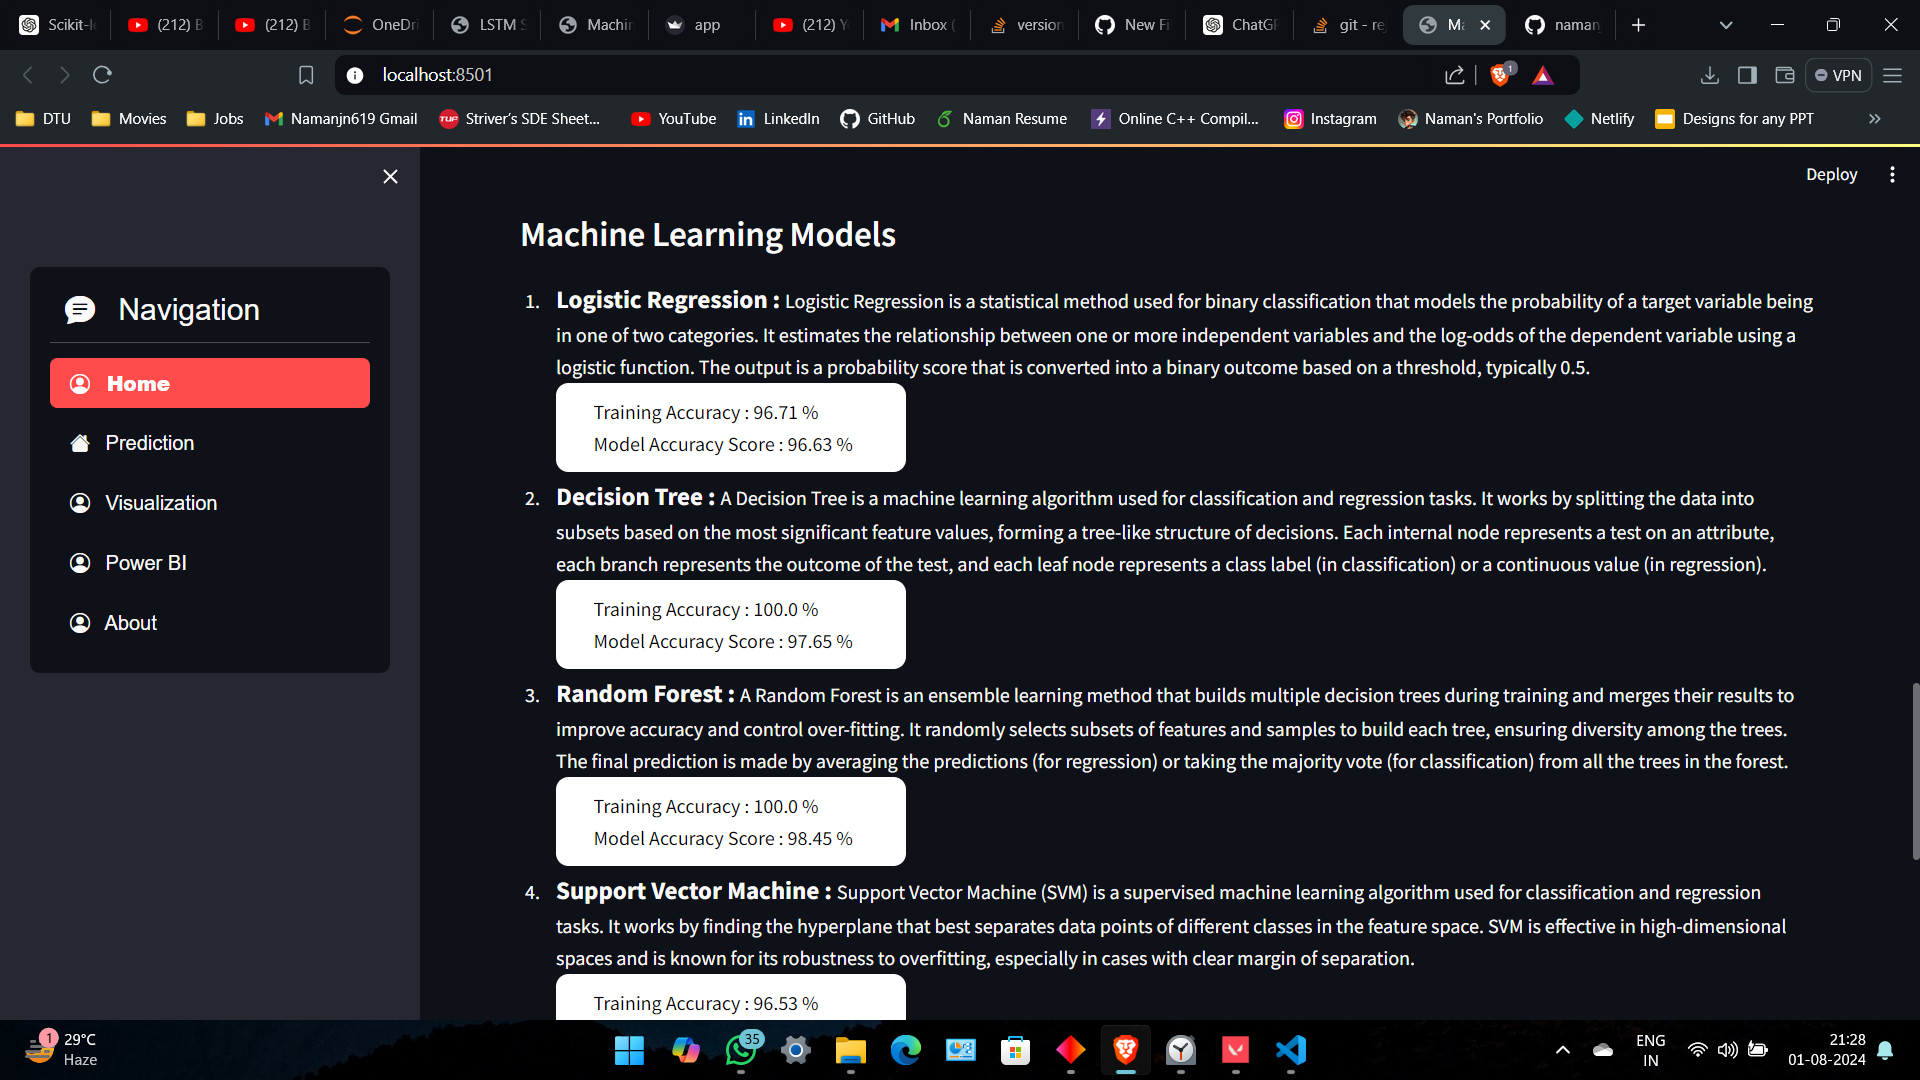 Scikit-l
(212) B
(212) B
OneDri
LSTM S
Machin
app
(212) Y
Inbox (
version
New Fi
ChatGP
git - re
Ma
naman
localhost:8501
1
VPN
DTU
Movies
Jobs
Namanjn619 Gmail
Striver's SDE Sheet...
YouTube
LinkedIn
GitHub
Naman Resume
Online C++ Compil...
Instagram
Naman's Portfolio
Netlify
Designs for any PPT
Deploy
Navigation
Home
Prediction
Visualization
Power BI
About
Machine Learning Models
1. Logistic Regression : Logistic Regression is a statistical method used for binary classification that models the probability of a target variable being
in one of two categories. It estimates the relationship between one or more independent variables and the log-odds of the dependent variable using a
logistic function. The output is a probability score that is converted into a binary outcome based on a threshold, typically 0.5.
Training Accuracy : 96.71 %
Model Accuracy Score : 96.63 %
2. Decision Tree : A Decision Tree is a machine learning algorithm used for classification and regression tasks. It works by splitting the data into
subsets based on the most significant feature values, forming a tree-like structure of decisions. Each internal node represents a test on an attribute,
each branch represents the outcome of the test, and each leaf node represents a class label (in classification) or a continuous value (in regression).
Training Accuracy : 100.0 %
Model Accuracy Score : 97.65 %
3. Random Forest : A Random Forest is an ensemble learning method that builds multiple decision trees during training and merges their results to
improve accuracy and control over-fitting. It randomly selects subsets of features and samples to build each tree, ensuring diversity among the trees.
The final prediction is made by averaging the predictions (for regression) or taking the majority vote (for classification) from all the trees in the forest.
Training Accuracy : 100.0 %
Model Accuracy Score : 98.45 %
4. Support Vector Machine : Support Vector Machine (SVM) is a supervised machine learning algorithm used for classification and regression
tasks. It works by finding the hyperplane that best separates data points of different classes in the feature space. SVM is effective in high-dimensional
spaces and is known for its robustness to overfitting, especially in cases with clear margin of separation.
Training Accuracy : 96.53 %
1
29°C
Haze
35
ENG
IN
21:28
01-08-2024